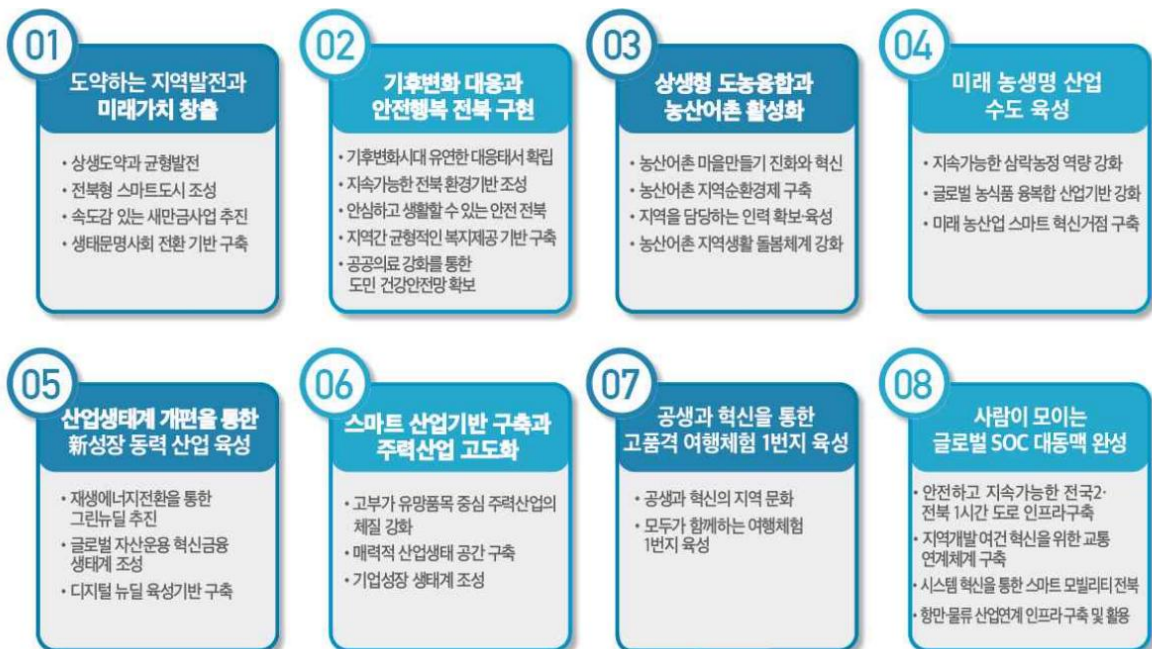 01
도약하는 지역발전과
미래가치 창출
• 상생도약과 균형발전
• 전북형 스마트도시 조성
• 속도감 있는 새만금사업 추진
• 생태문명사회 전환 기반 구축
02
기후변화 대응과
안전행복 전북 구현
• 기후변화시대 유연한 대응태서 확립
• 지속가능한 전북 환경기반 조성
• 안심하고 생활할 수 있는 안전 전북
• 지역간 균형적인 복지제공 기반 구축
• 공공의료 강화를 통한
도민 건강안전망 확보
03
상생형 도농융합과
농산어촌 활성화
• 농산어촌 마을만들기 진화와 혁신
• 농산어촌 지역순환경제 구축
• 지역을 담당하는 인력 확보·육성
• 농산어촌 지역생활 돌봄체계 강화
04
미래 농생명 산업
수도 육성
• 지속가능한 삼락농정 역량 강화
• 글로벌 농식품 융복합 산업기반 강화
• 미래 농산업 스마트 혁신거점 구축
05
산업생태계 개편을 통한
新성장 동력 산업 육성
• 재생에너지전환을 통한
그린뉴딜 추진
• 글로벌 자산운용 혁신금융
생태계 조성
• 디지털 뉴딜 육성기반 구축
06
스마트 산업기반 구축과
주력산업 고도화
• 고부가 유망품목 중심 주력산업의
체질 강화
• 매력적 산업생태 공간 구축
• 기업성장 생태계 조성
07
공생과 혁신을 통한
고품격 여행체험 1번지 육성
• 공생과 혁신의 지역 문화
• 모두가 함께하는 여행체험
1번지 육성
08
사람이 모이는
글로벌 SOC 대동맥 완성
• 안전하고 지속가능한 전국2·
전북 1시간 도로 인프라구축
• 지역개발 여건 혁신을 위한 교통
연계체계 구축
• 시스템 혁신을 통한 스마트 모빌리티 전북
• 항만·물류 산업연계 인프라 구축 및 활용